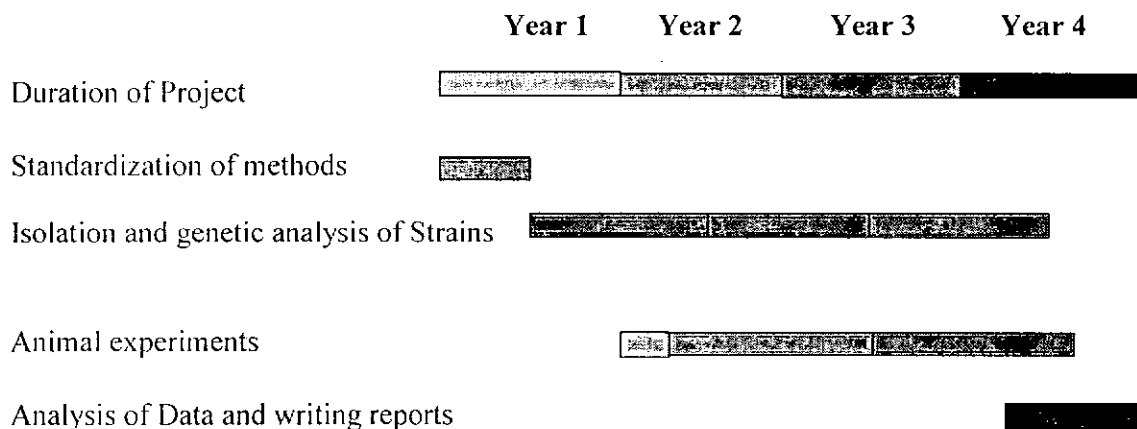 Year 1 Year 2 Year 3 Year 4
Duration of Project
Standardization of methods
Isolation and genetic analysis of Strains
Animal experiments
Analysis of Data and writing reports